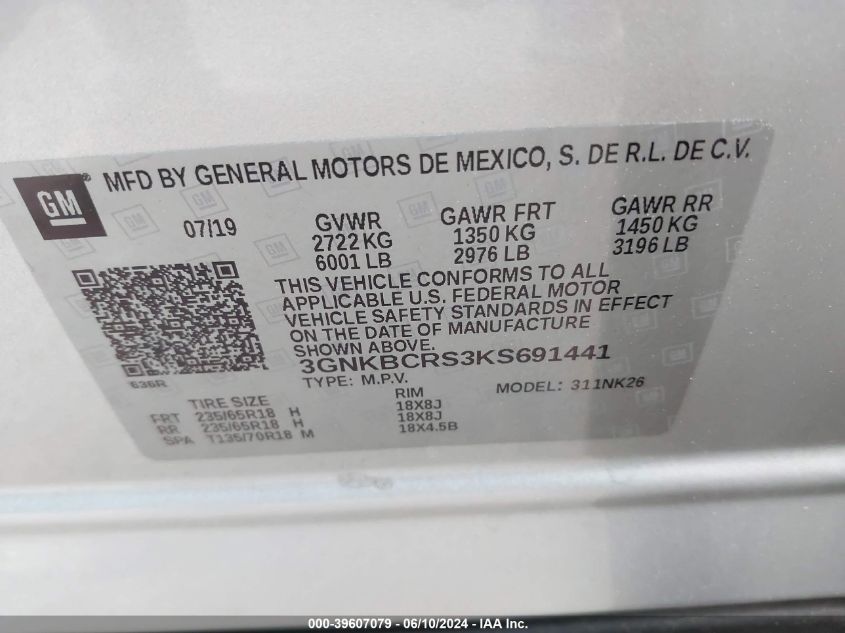 GM® MFD BY GENERAL MOTORS DE MEXICO, S. DE R.L. DE C.V.
07/19 GVWR GAWR FRT GAWR RR
2722 KG 1350 KG 1450 KG
6001 LB 2976 LB 3196 LB
THIS VEHICLE CONFORMS TO ALL
APPLICABLE U.S. FEDERAL MOTOR
VEHICLE SAFETY STANDARDS IN EFFECT
ON THE DATE OF MANUFACTURE
SHOWN ABOVE.
3GNKBCRS3KS691441
636R
TYPE: M.P.V. MODEL: 311NK26
TIRE SIZE RIM
FRT 235/65R18 H 18X8J
RR 235/65R18 H 18X8J
SPA T135/70R18 M 18X4.5B
000-39607079 - 06/10/2024 - IAA Inc.